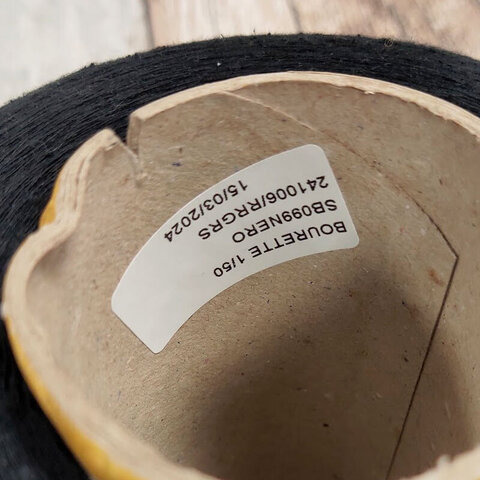 BOURETTE 1/50
SB099NERO
241006/RRGRS
15/03/2024